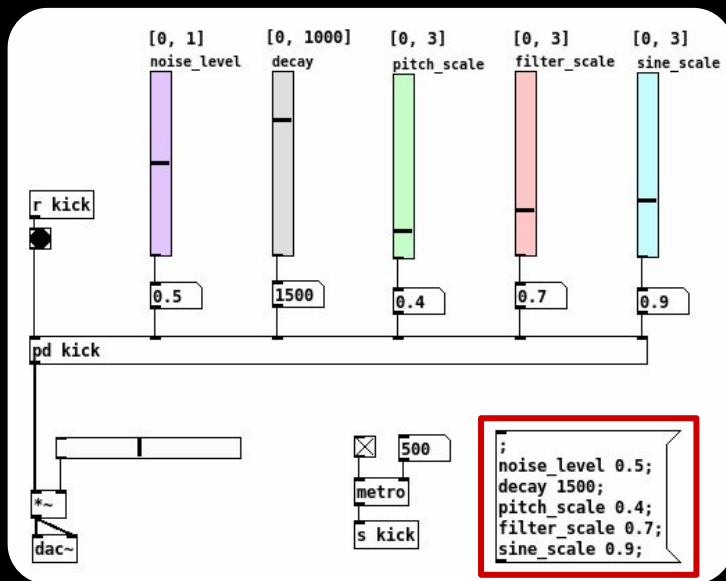 [0, 1] [0, 1000] [0, 3] [0, 3] [0, 3]
noise_level decay pitch_scale filter_scale sine_scale
r kick
0.5 1500 0.4 0.7 0.9
pd kick
500
metro
s kick
*~
dac~
;
noise_level 0.5;
decay 1500;
pitch_scale 0.4;
filter_scale 0.7;
sine_scale 0.9;